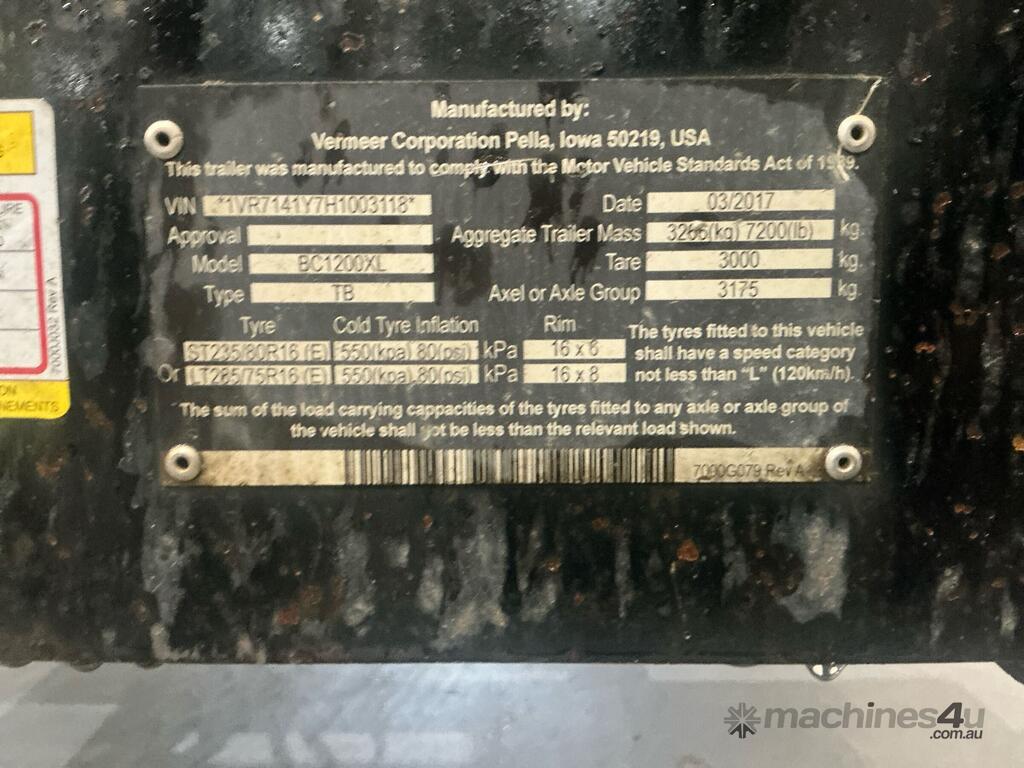 Manufactured by:
Vermeer Corporation Pella, Iowa 50219, USA
This trailer was manufactured to comply with the Motor Vehicle Standards Act of 1989.
VIN *1VR7141Y7H1003118* Date 03/2017
Approval Aggregate Trailer Mass 3266(kg) 7200(lb) kg.
Model BC1200XL Tare 3000 kg.
Type TB Axel or Axle Group 3175 kg.
Tyre Cold Tyre Inflation Rim
ST235/80R16 (E) 550(kpa) 80(psi) kPa 16 x 6
Or LT285/75R16 (E) 550(kpa) 80(psi) kPa 16 x 8
The tyres fitted to this vehicle
shall have a speed category
not less than "L" (120km/h).
The sum of the load carrying cappacities of the tyres fitted to any axle or axle group of
the vehicle shall not be less than the relevant load shown.
7000G079 Rev A
Rev A
machines4u
.com.au